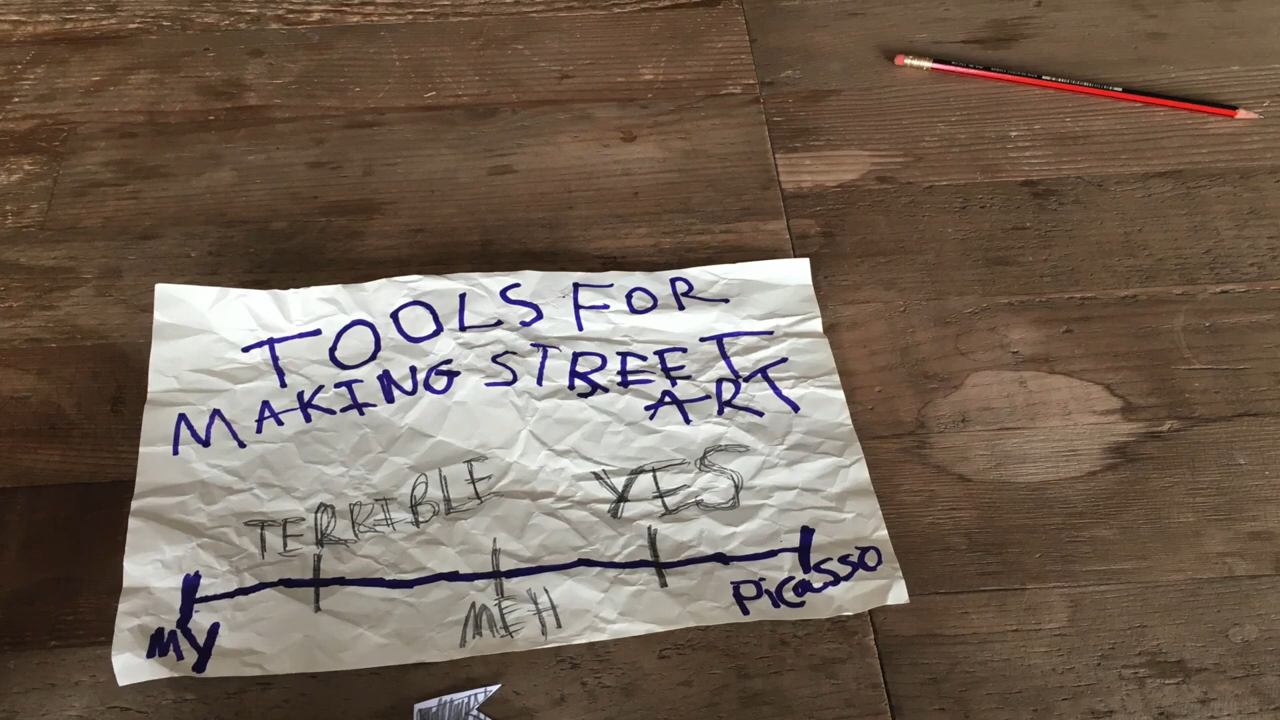 TOOLS FOR
MAKING STREET
ART
TERRIBLE
YES
MEH
MY
Picasso